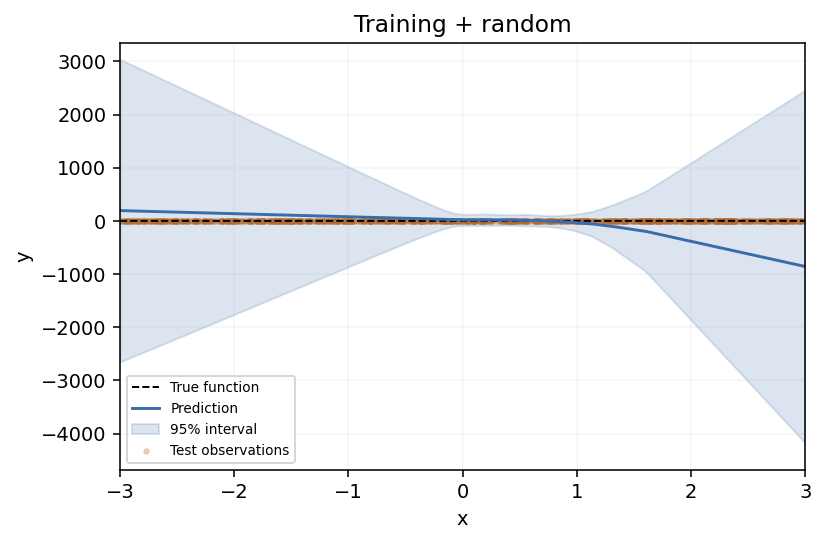 Training + random
3000
2000
1000
0
−1000
−2000
−3000
−4000
y
True function
Prediction
95% interval
Test observations
−3 −2 −1 0 1 2 3
x